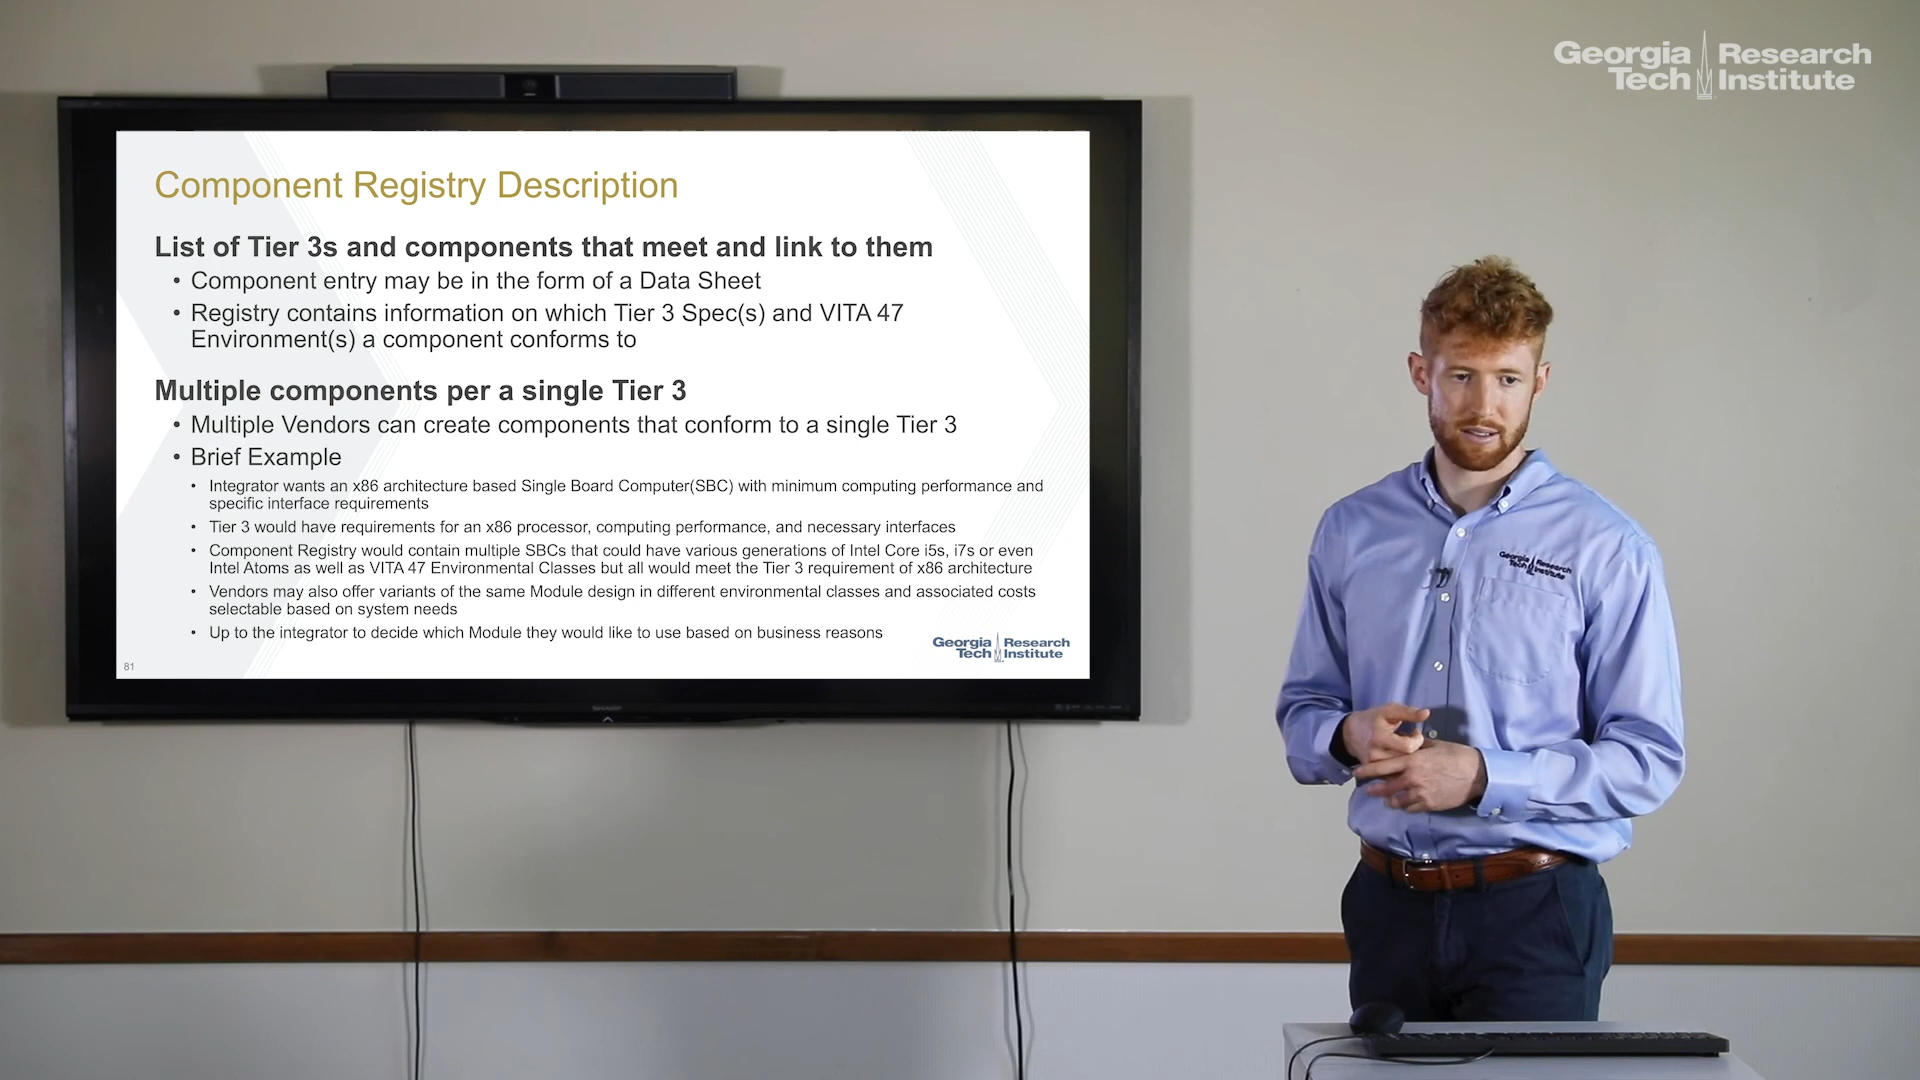 Georgia Research
Tech Institute
Component Registry Description
List of Tier 3s and components that meet and link to them
• Component entry may be in the form of a Data Sheet
• Registry contains information on which Tier 3 Spec(s) and VITA 47
Environment(s) a component conforms to
Multiple components per a single Tier 3
• Multiple Vendors can create components that conform to a single Tier 3
• Brief Example
• Integrator wants an x86 architecture based Single Board Computer(SBC) with minimum computing performance and
specific interface requirements
• Tier 3 would have requirements for an x86 processor, computing performance, and necessary interfaces
• Component Registry would contain multiple SBCs that could have various generations of Intel Core i5s, i7s or even
Intel Atoms as well as VITA 47 Environmental Classes but all would meet the Tier 3 requirement of x86 architecture
• Vendors may also offer variants of the same Module design in different environmental classes and associated costs
selectable based on system needs
• Up to the integrator to decide which Module they would like to use based on business reasons
Georgia Research
Tech Institute
81
SHARP
Georgia Research
Tech Institute